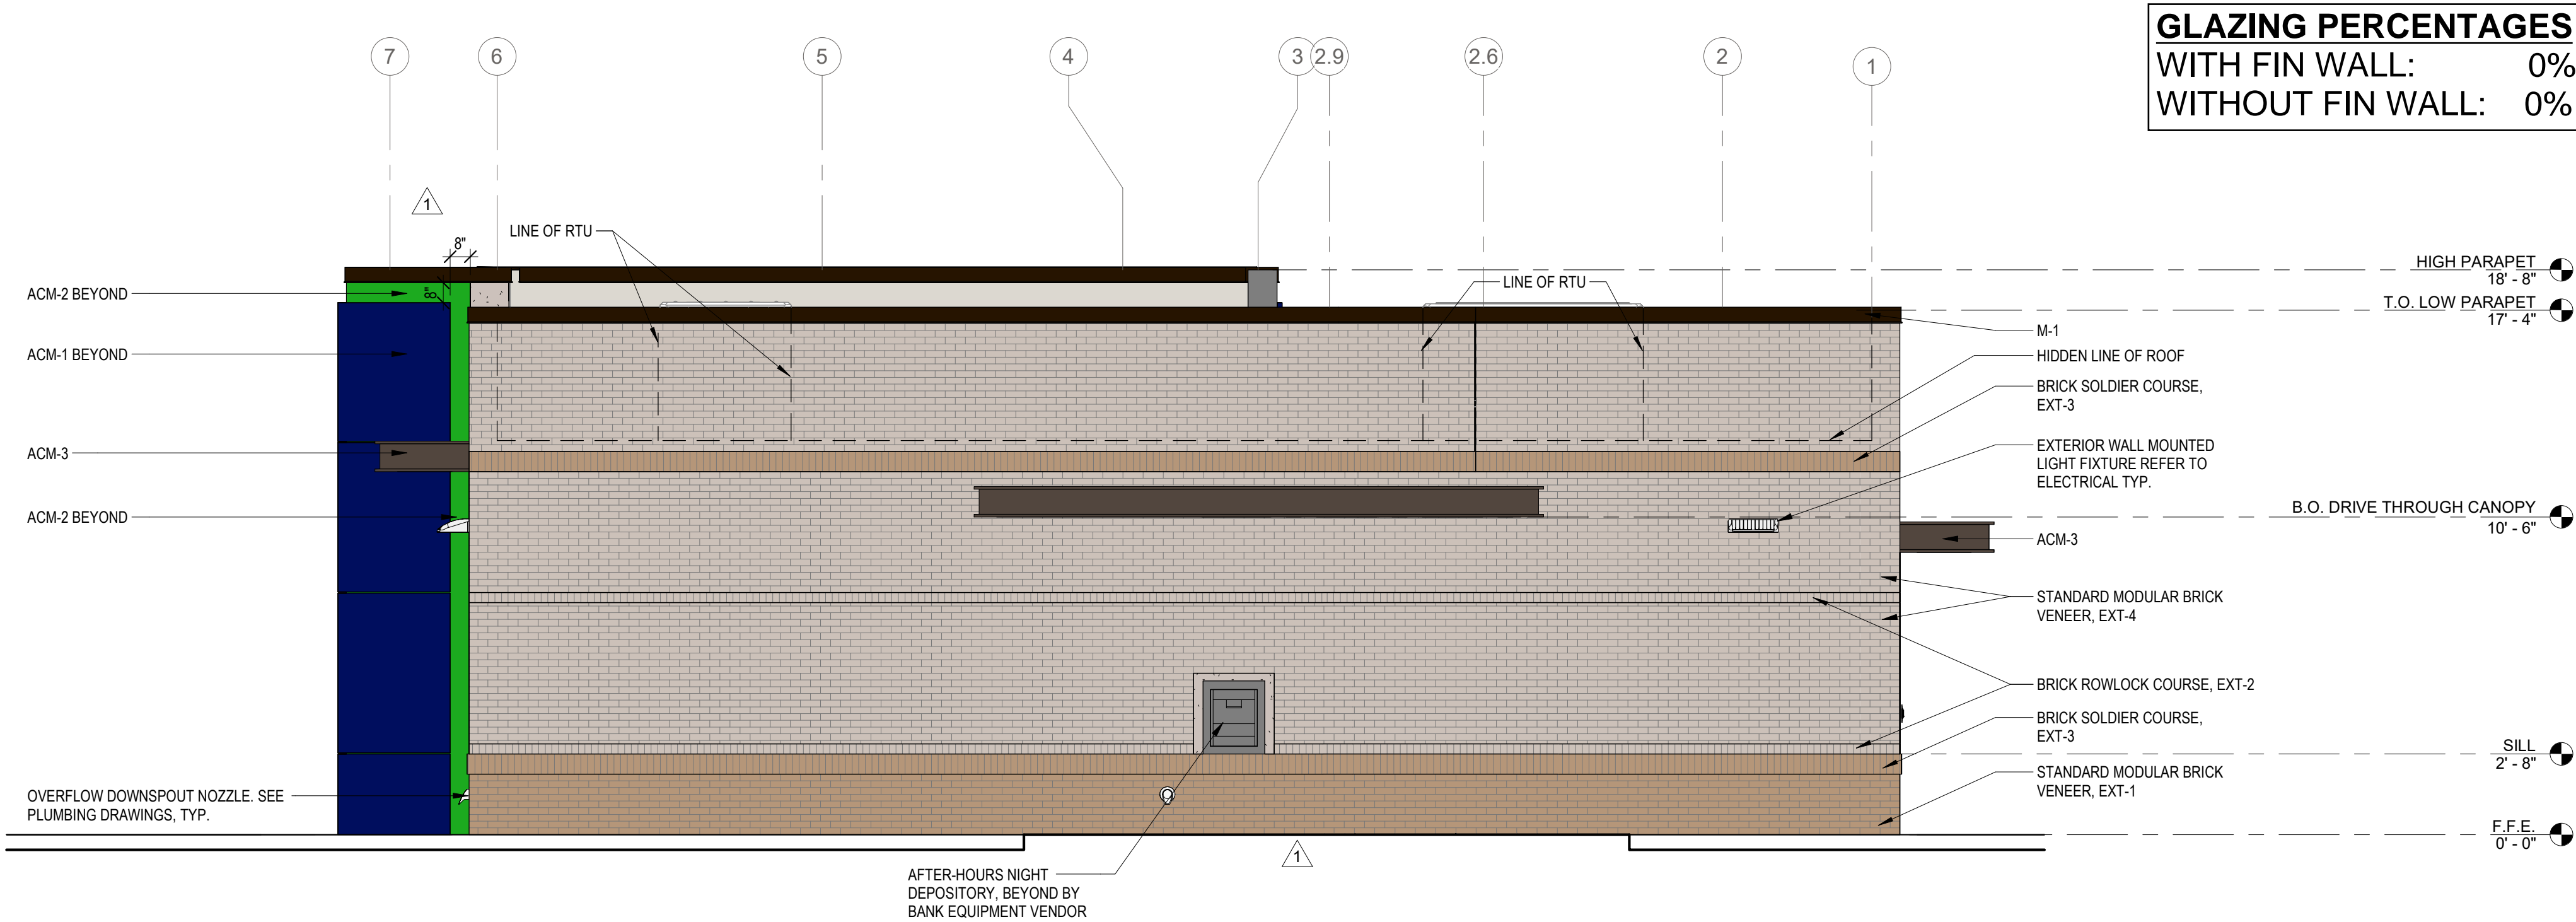 GLAZING PERCENTAGES
WITH FIN WALL: 0%
WITHOUT FIN WALL: 0%
7
6
5
4
3
2.9
2.6
2
1
1
8"
8"
LINE OF RTU
LINE OF RTU
ACM-2 BEYOND
ACM-1 BEYOND
ACM-3
ACM-2 BEYOND
OVERFLOW DOWNSPOUT NOZZLE. SEE
PLUMBING DRAWINGS, TYP.
AFTER-HOURS NIGHT
DEPOSITORY, BEYOND BY
BANK EQUIPMENT VENDOR
1
M-1
HIDDEN LINE OF ROOF
BRICK SOLDIER COURSE,
EXT-3
EXTERIOR WALL MOUNTED
LIGHT FIXTURE REFER TO
ELECTRICAL TYP.
ACM-3
STANDARD MODULAR BRICK
VENEER, EXT-4
BRICK ROWLOCK COURSE, EXT-2
BRICK SOLDIER COURSE,
EXT-3
STANDARD MODULAR BRICK
VENEER, EXT-1
HIGH PARAPET
18' - 8"
T.O. LOW PARAPET
17' - 4"
B.O. DRIVE THROUGH CANOPY
10' - 6"
SILL
2' - 8"
F.F.E.
0' - 0"